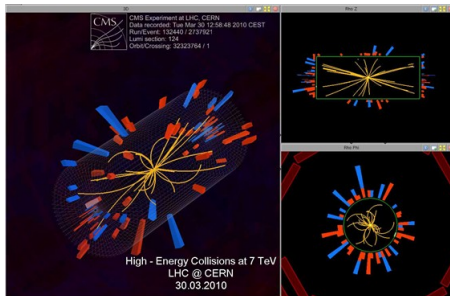 3D
Rho Z
CMS
CMS Experiment at LHC, CERN
Data recorded: Tue Mar 30 12:58:48 2010 CEST
Run/Event: 132440 / 2737921
Lumi section: 124
Orbit/Crossing: 32323764 / 1
Rho Phi
High - Energy Collisions at 7 TeV
LHC @ CERN
30.03.2010